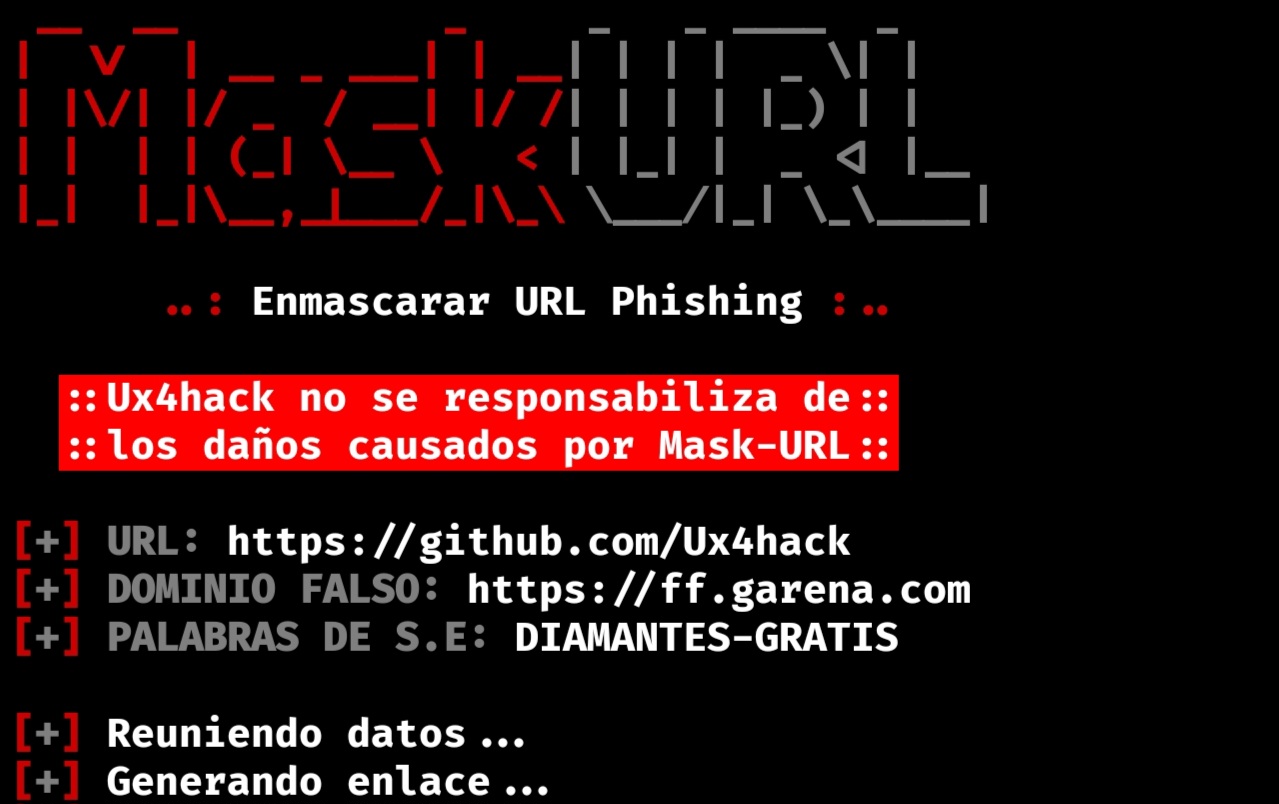 MaskURL
..: Enmascarar URL Phishing :..
::Ux4hack no se responsabiliza de::
::los daños causados por Mask-URL::
[+] URL: https://github.com/Ux4hack
[+] DOMINIO FALSO: https://ff.garena.com
[+] PALABRAS DE S.E: DIAMANTES-GRATIS
[+] Reuniendo datos...
[+] Generando enlace...